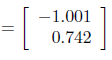 = [ −1.001
0.742 ]